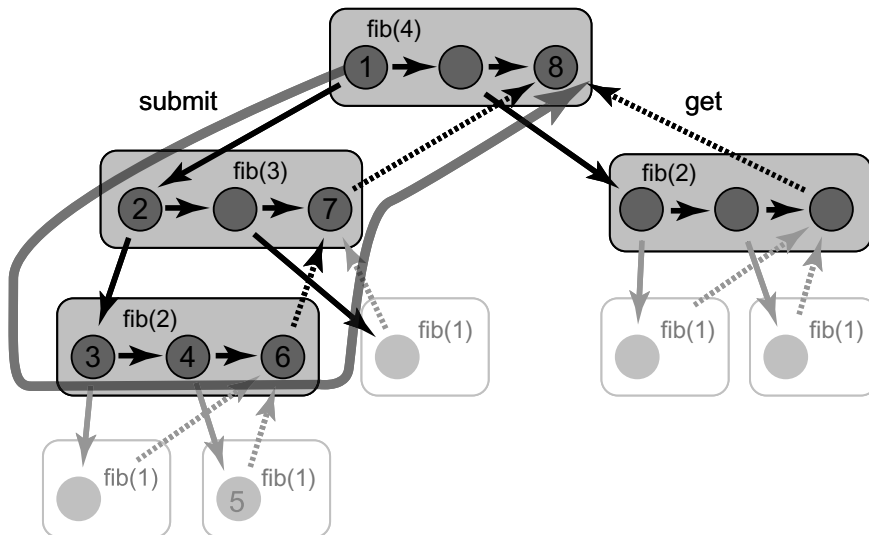 fib(4)
1 8
submit
get
fib(3)
2 7
fib(2)
fib(2)
3 4 6
fib(1)
fib(1)
fib(1)
fib(1)
5
fib(1)